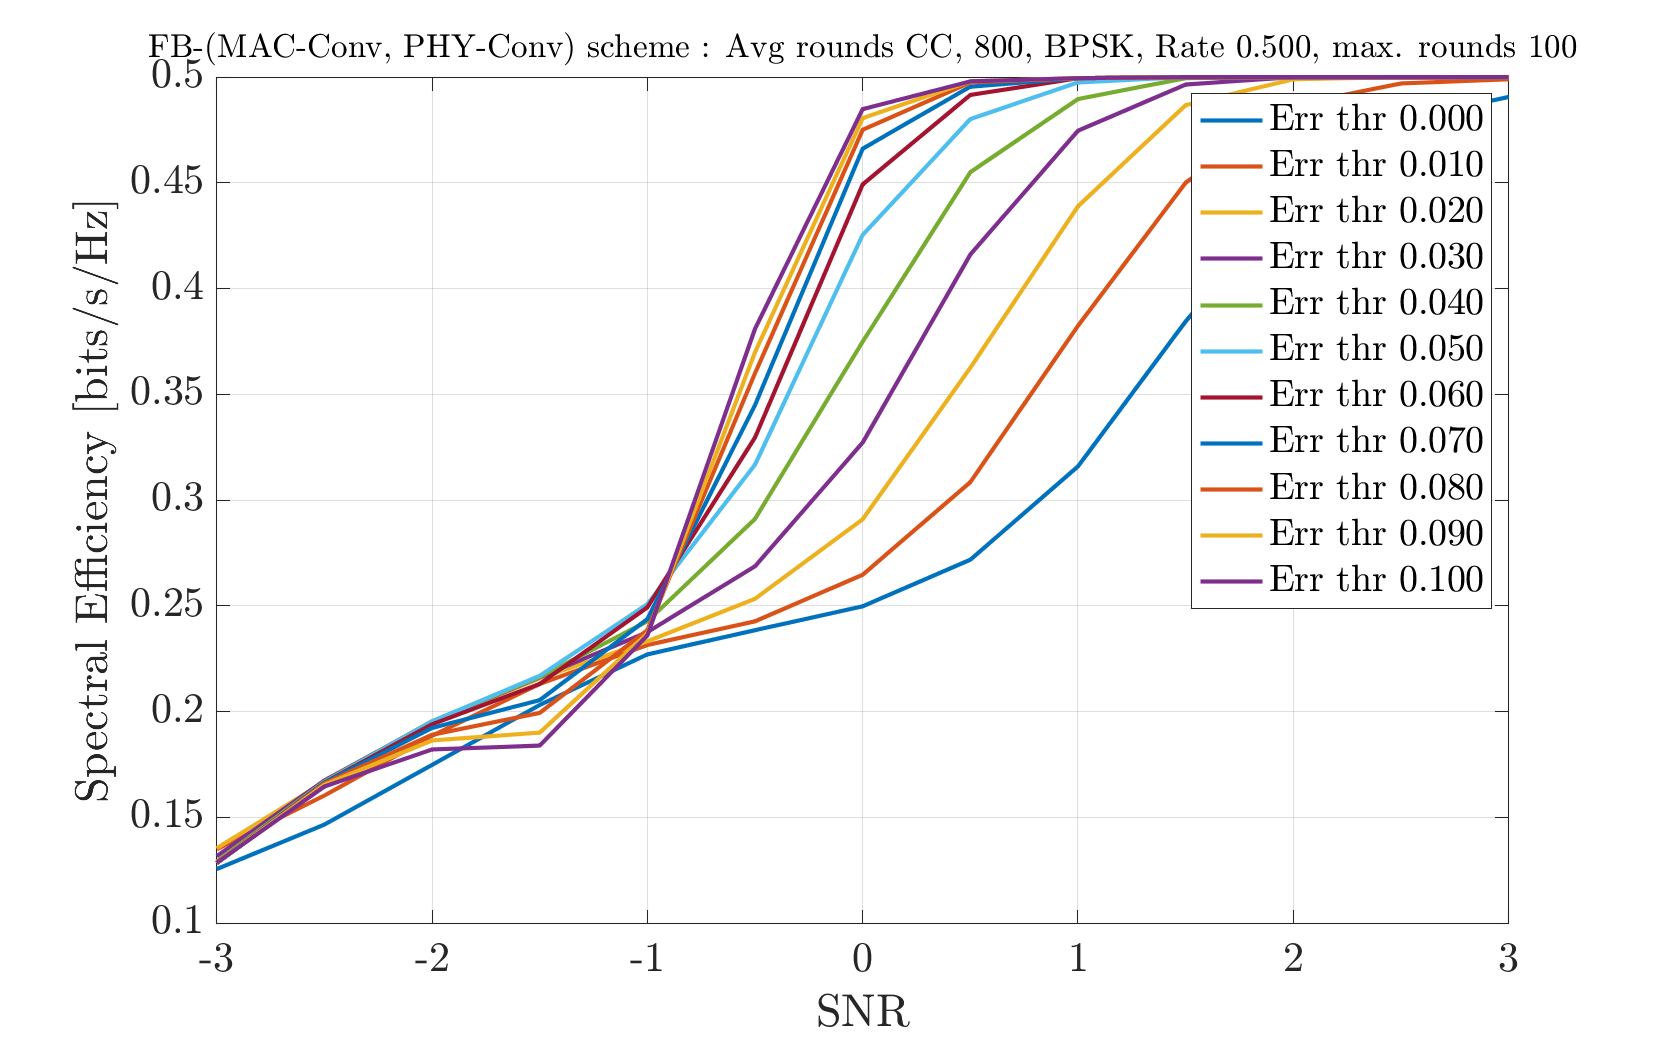 FB-(MAC-Conv, PHY-Conv) scheme : Avg rounds CC, 800, BPSK, Rate 0.500, max. rounds 100
0.5
0.45
0.4
0.35
0.3
0.25
0.2
0.15
0.1
Spectral Efficiency [bits/s/Hz]
Err thr 0.000
Err thr 0.010
Err thr 0.020
Err thr 0.030
Err thr 0.040
Err thr 0.050
Err thr 0.060
Err thr 0.070
Err thr 0.080
Err thr 0.090
Err thr 0.100
-3 -2 -1 0 1 2 3
SNR